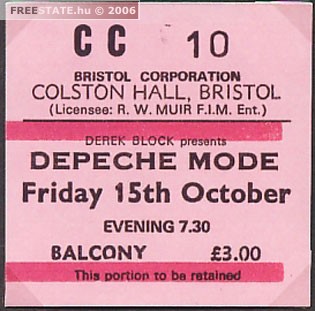 FREESTATE.hu © 2006
CC 10
BRISTOL CORPORATION
COLSTON HALL, BRISTOL
(Licensee: R. W. MUIR F.I.M. Ent.)
DEREK BLOCK presents
DEPECHE MODE
Friday 15th October
EVENING 7.30
BALCONY £3.00
This portion to be retained